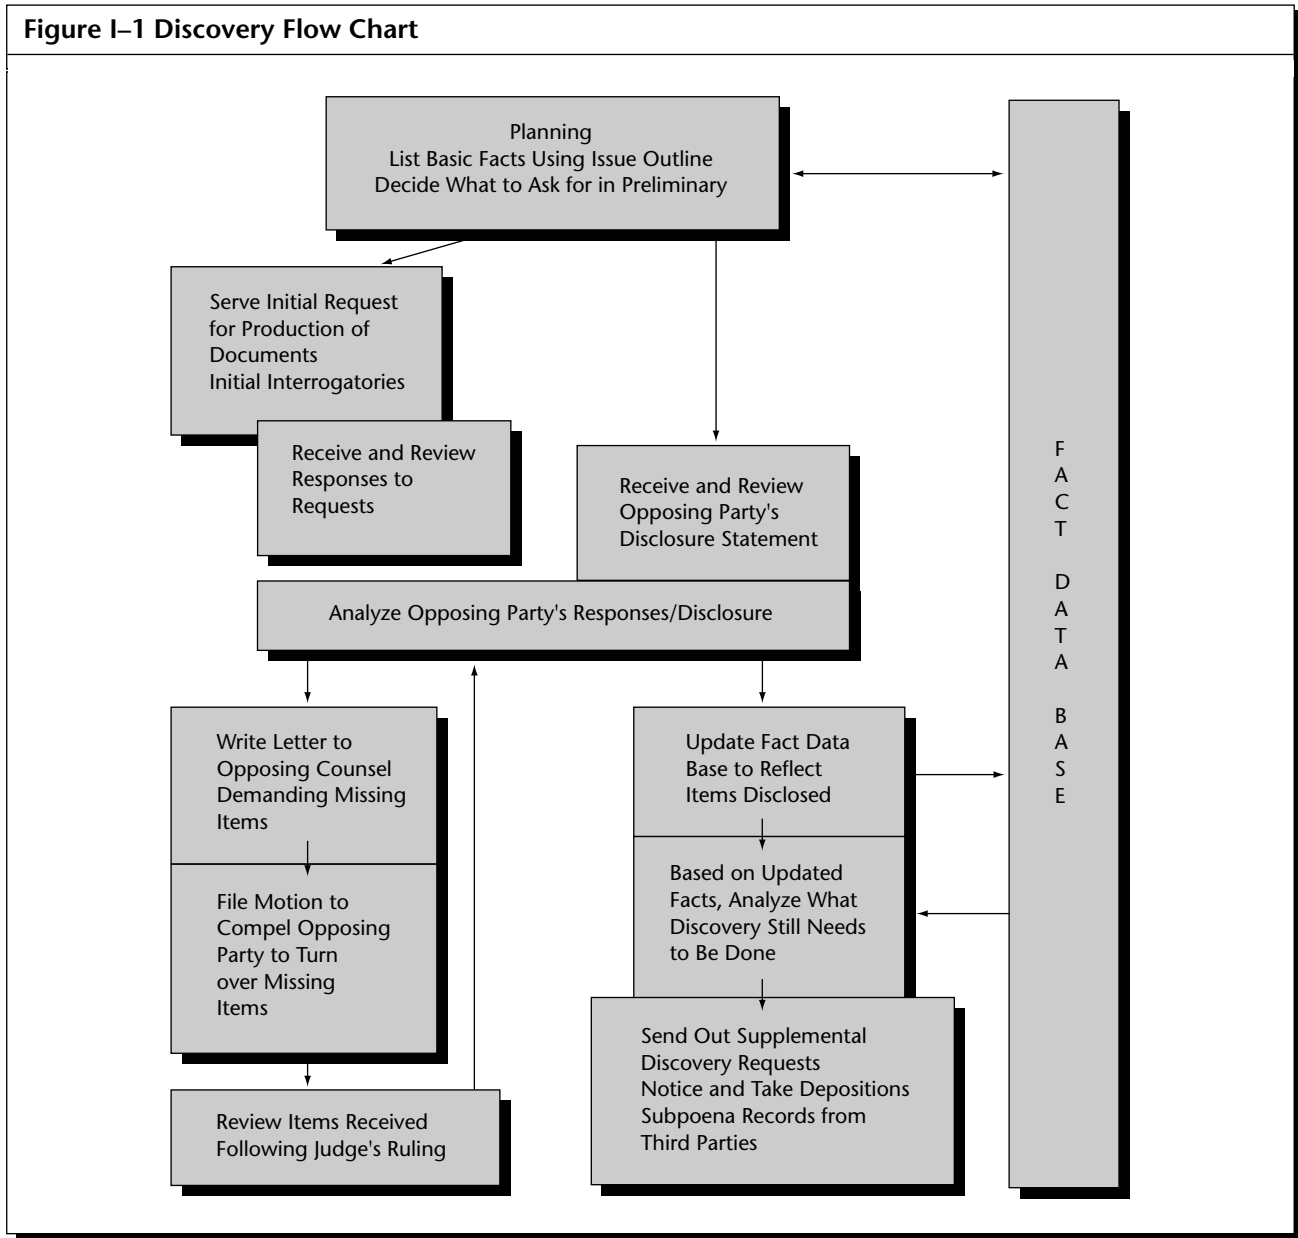 Figure I–1 Discovery Flow Chart
Planning
List Basic Facts Using Issue Outline
Decide What to Ask for in Preliminary
Serve Initial Request
for Production of
Documents
Initial Interrogatories
Receive and Review
Responses to
Requests
Receive and Review
Opposing Party's
Disclosure Statement
Analyze Opposing Party's Responses/Disclosure
Write Letter to
Opposing Counsel
Demanding Missing
Items
File Motion to
Compel Opposing
Party to Turn
over Missing
Items
Review Items Received
Following Judge's Ruling
Update Fact Data
Base to Reflect
Items Disclosed
Based on Updated
Facts, Analyze What
Discovery Still Needs
to Be Done
Send Out Supplemental
Discovery Requests
Notice and Take Depositions
Subpoena Records from
Third Parties
FACT DATA BASE